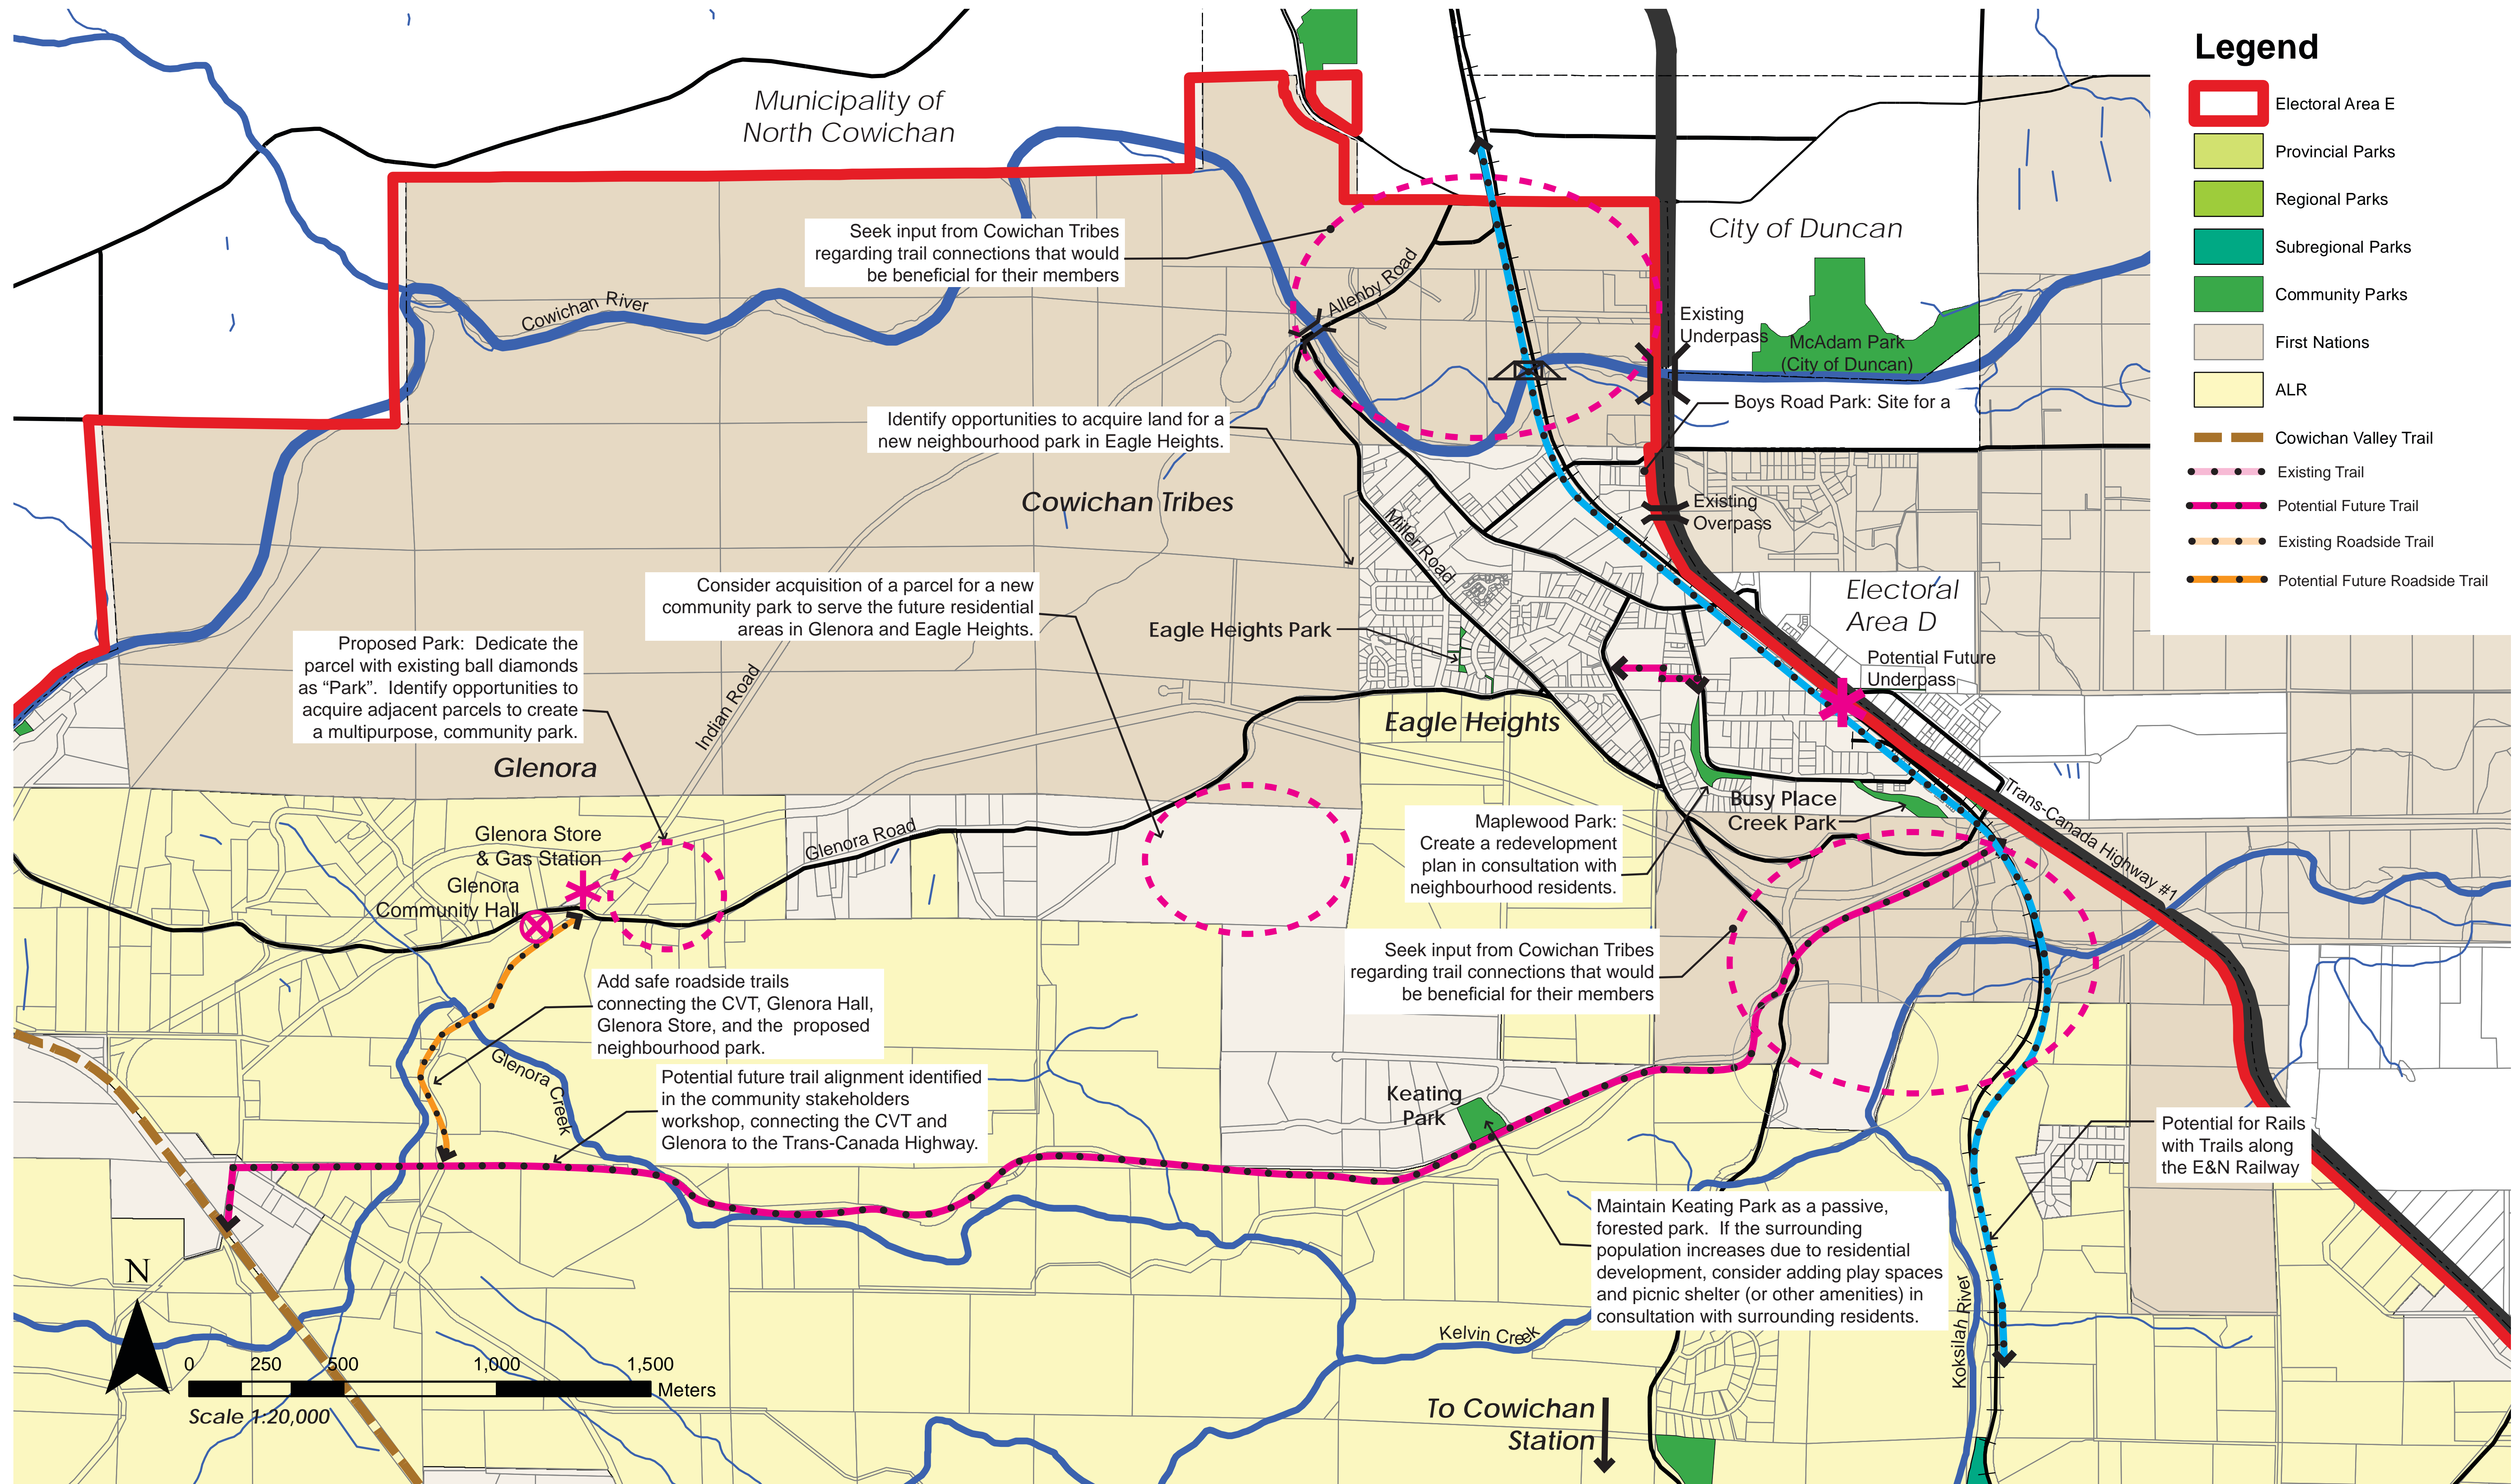 Legend
Electoral Area E
Provincial Parks
Regional Parks
Subregional Parks
Community Parks
First Nations
ALR
Cowichan Valley Trail
Existing Trail
Potential Future Trail
Existing Roadside Trail
Potential Future Roadside Trail
Municipality of
North Cowichan
City of Duncan
Seek input from Cowichan Tribes
regarding trail connections that would
be beneficial for their members
Allenby Road
Cowichan River
Existing
Underpass
McAdam Park
(City of Duncan)
Boys Road Park: Site for a
Identify opportunities to acquire land for a
new neighbourhood park in Eagle Heights.
Cowichan Tribes
Existing
Overpass
Miller Road
Consider acquisition of a parcel for a new
community park to serve the future residential
areas in Glenora and Eagle Heights.
Electoral
Area D
Eagle Heights Park
Proposed Park: Dedicate the
parcel with existing ball diamonds
as “Park”. Identify opportunities to
acquire adjacent parcels to create
a multipurpose, community park.
Potential Future
Underpass
Indian Road
Eagle Heights
Glenora
Trans-Canada Highway #1
Busy Place
Creek Park
Glenora Store
& Gas Station
Glenora Road
Maplewood Park:
Create a redevelopment
plan in consultation with
neighbourhood residents.
Glenora
Community Hall
Seek input from Cowichan Tribes
regarding trail connections that would
be beneficial for their members
Add safe roadside trails
connecting the CVT, Glenora Hall,
Glenora Store, and the proposed
neighbourhood park.
Glenora Creek
Potential future trail alignment identified
in the community stakeholders
workshop, connecting the CVT and
Glenora to the Trans-Canada Highway.
Keating
Park
Potential for Rails
with Trails along
the E&N Railway
Maintain Keating Park as a passive,
forested park. If the surrounding
population increases due to residential
development, consider adding play spaces
and picnic shelter (or other amenities) in
consultation with surrounding residents.
N
Kelvin Creek
Koksilah River
0 250 500 1,000 1,500
Meters
Scale 1:20,000
To Cowichan
Station